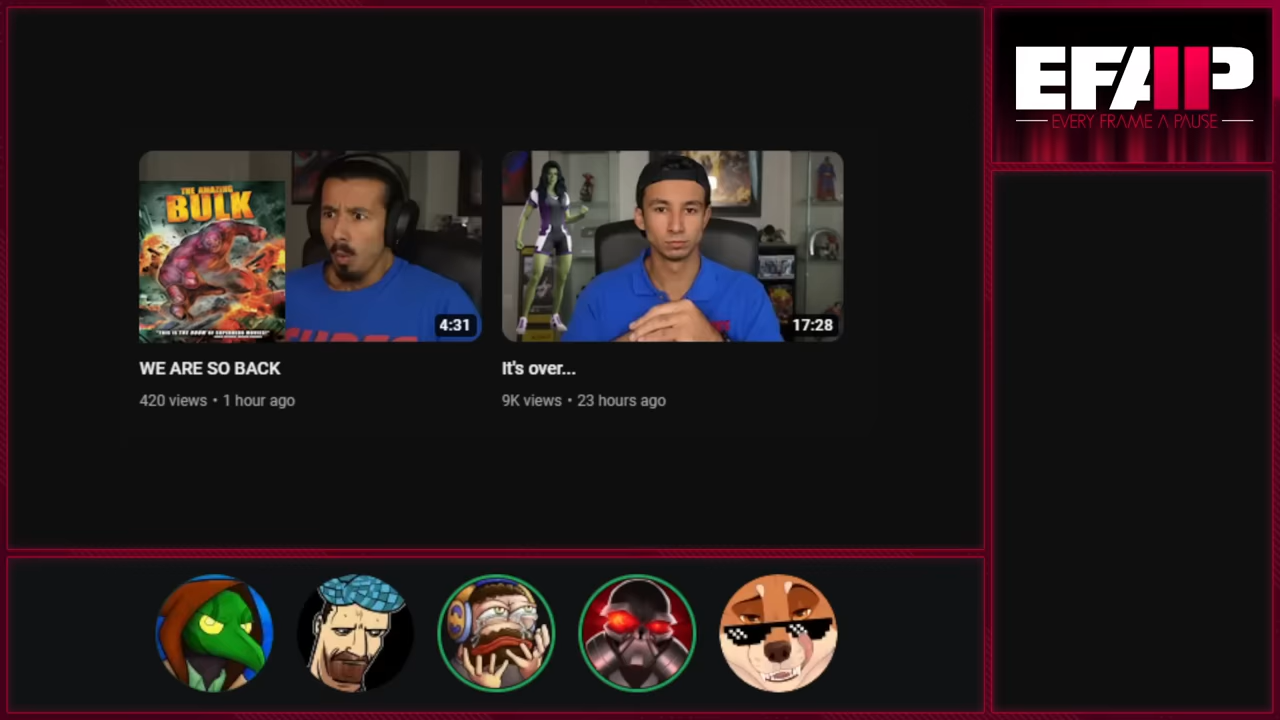 EFAP
EVERY FRAME A PAUSE
THE AMAZING
BULK
4:31
17:28
WE ARE SO BACK
It's over...
420 views • 1 hour ago
9K views • 23 hours ago